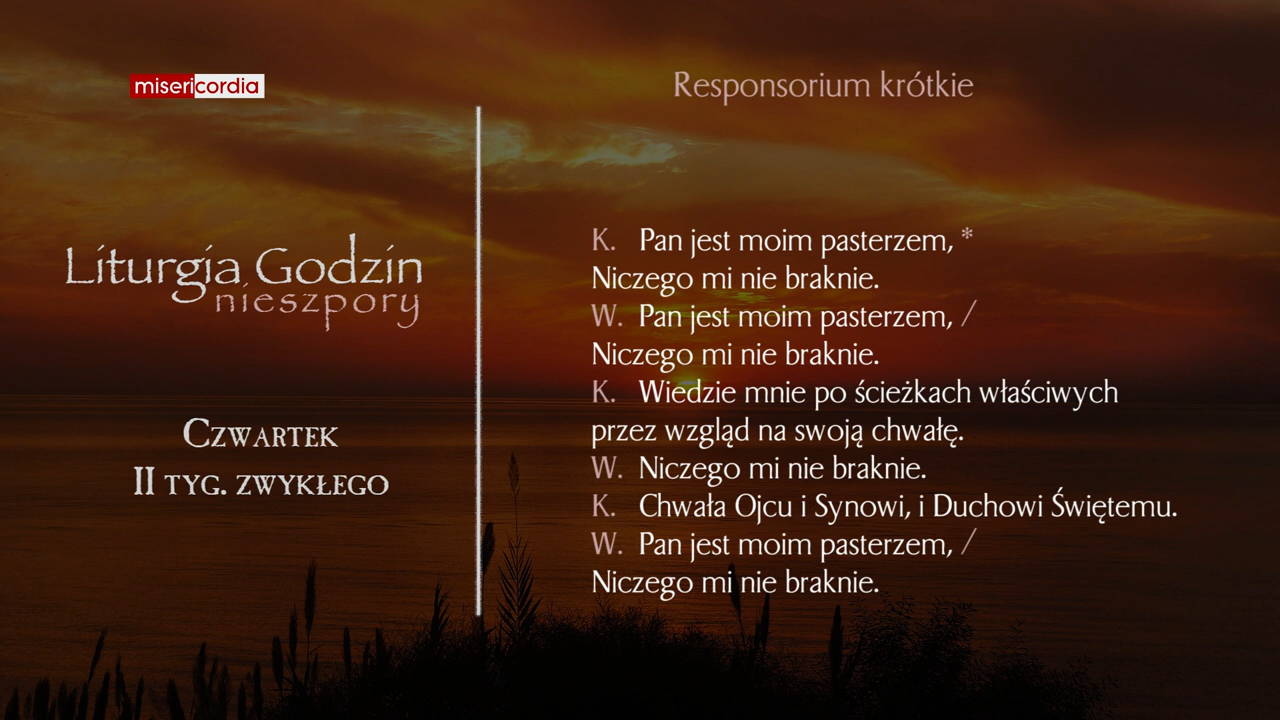 misericordia
Liturgia Godzin
nieszpory
Czwartek
II tyg. zwykłego
Responsorium krótkie
K. Pan jest moim pasterzem, *
Niczego mi nie braknie.
W. Pan jest moim pasterzem, /
Niczego mi nie braknie.
K. Wiedzie mnie po ścieżkach właściwych
przez wzgląd na swoją chwałę.
W. Niczego mi nie braknie.
K. Chwała Ojcu i Synowi, i Duchowi Świętemu.
W. Pan jest moim pasterzem, /
Niczego mi nie braknie.